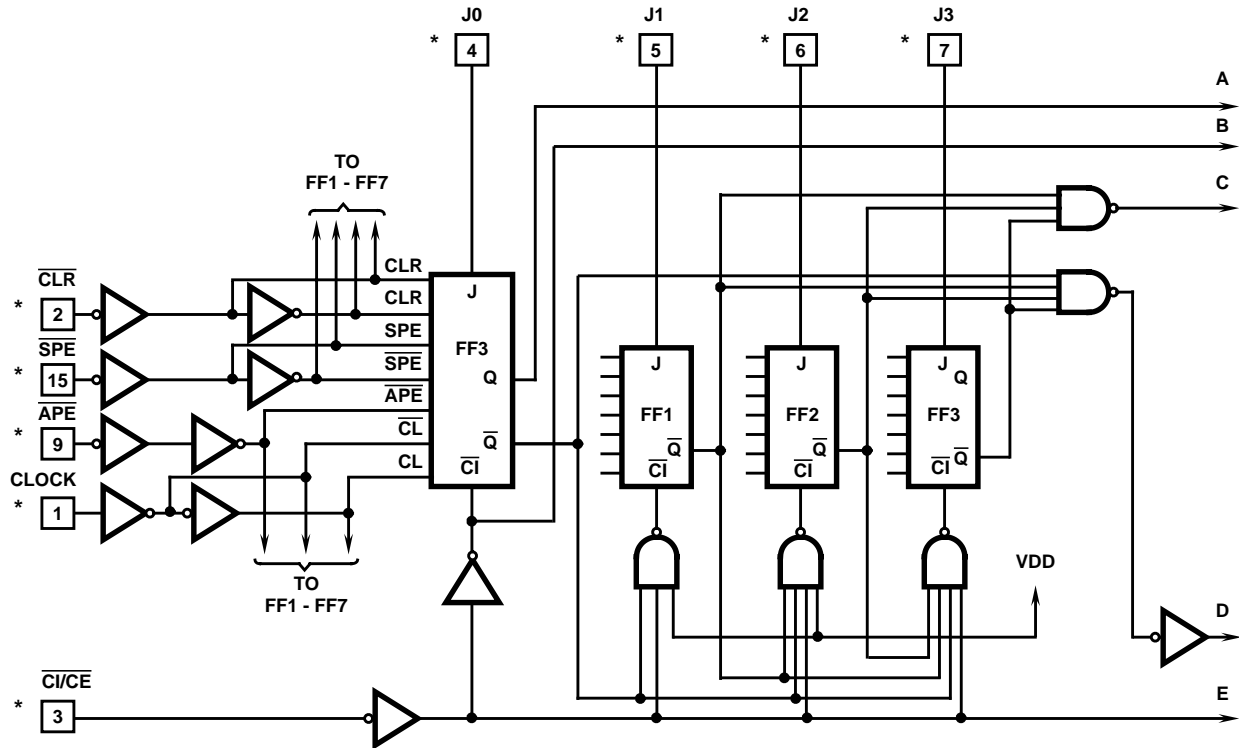 J0 J1 J2 J3
* 4 * 5 * 6 * 7
A
B
TO
FF1 - FF7
C
CLR
CLR
* 2
CLR
J
SPE
SPE
FF3
* 15
SPE
Q
APE
APE
J J J Q
* 9
CL
FF1 FF2 FF3
Q
Q Q Q
CL
CI
CI CI CI
CLOCK
* 1
TO
FF1 - FF7
VDD
D
CI/CE
E
* 3